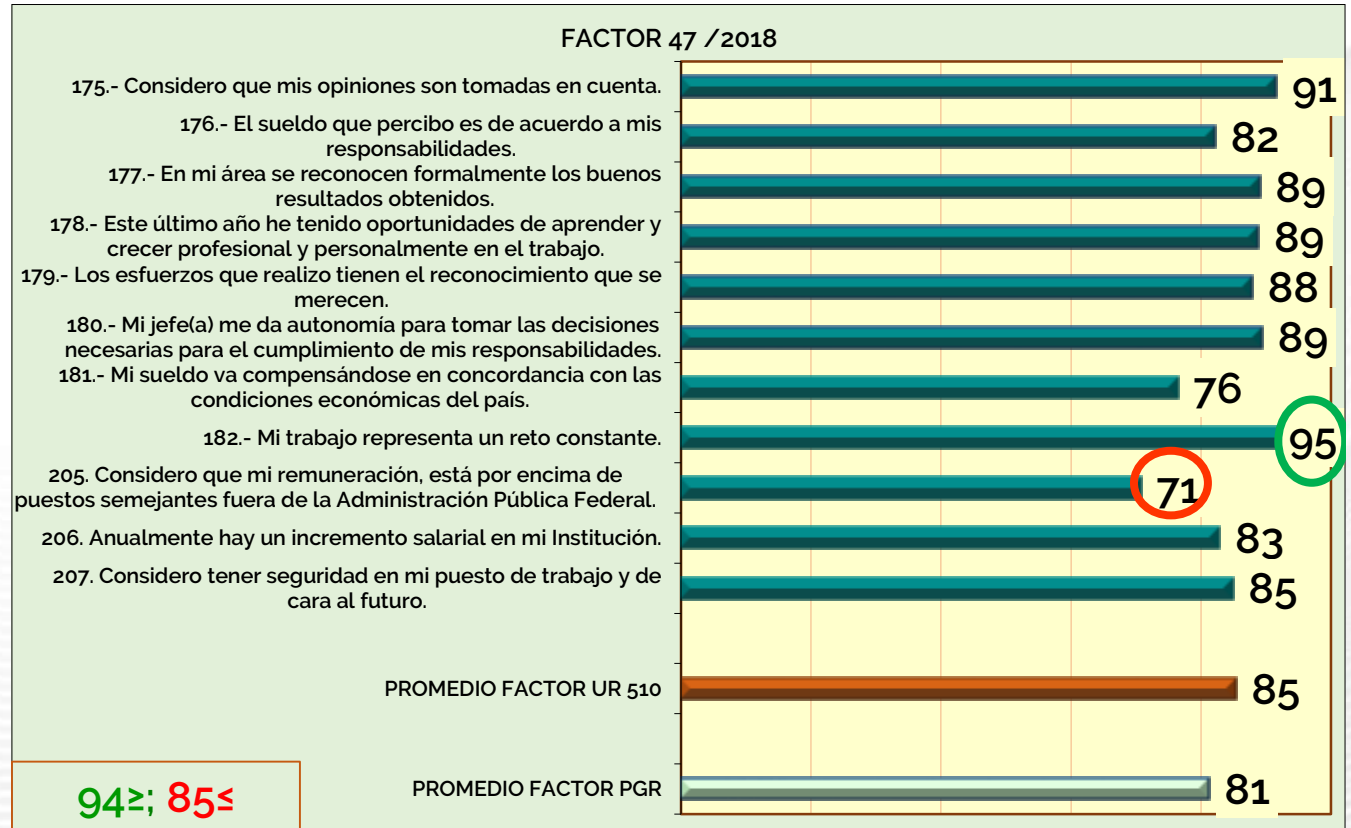 FACTOR 47 /2018
175.- Considero que mis opiniones son tomadas en cuenta.
91
176.- El sueldo que percibo es de acuerdo a mis
responsabilidades.
82
177.- En mi área se reconocen formalmente los buenos
resultados obtenidos.
89
178.- Este último año he tenido oportunidades de aprender y
crecer profesional y personalmente en el trabajo.
89
179.- Los esfuerzos que realizo tienen el reconocimiento que se
merecen.
88
180.- Mi jefe(a) me da autonomía para tomar las decisiones
necesarias para el cumplimiento de mis responsabilidades.
89
181.- Mi sueldo va compensándose en concordancia con las
condiciones económicas del país.
76
182.- Mi trabajo representa un reto constante.
95
205. Considero que mi remuneración, está por encima de
puestos semejantes fuera de la Administración Pública Federal.
71
206. Anualmente hay un incremento salarial en mi Institución.
83
207. Considero tener seguridad en mi puesto de trabajo y de
cara al futuro.
85
PROMEDIO FACTOR UR 510
85
PROMEDIO FACTOR PGR
81
94≥; 85≤